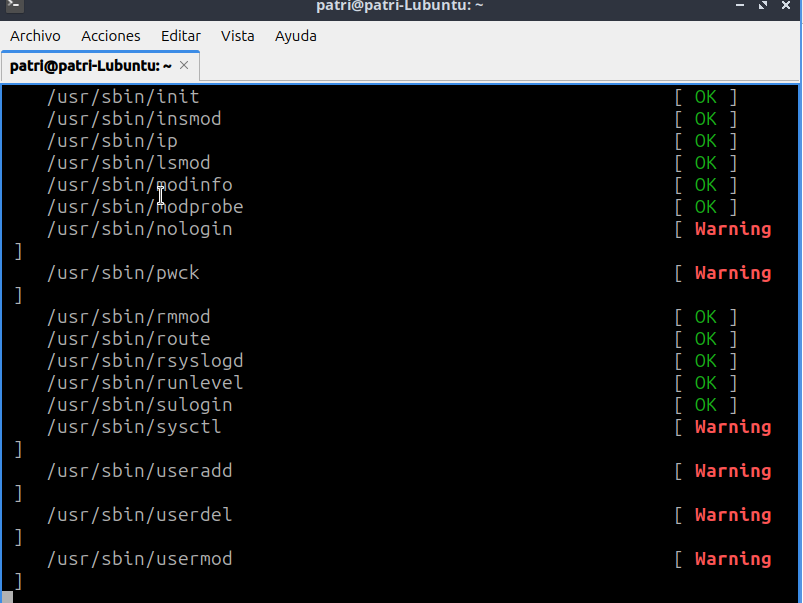 patri@patri-Lubuntu: ~
Archivo Acciones Editar Vista Ayuda
patri@patri-Lubuntu: ~ ×
/usr/sbin/init [ OK ]
/usr/sbin/insmod [ OK ]
/usr/sbin/ip [ OK ]
/usr/sbin/lsmod [ OK ]
/usr/sbin/modinfo [ OK ]
/usr/sbin/modprobe [ OK ]
/usr/sbin/nologin [ Warning
]
/usr/sbin/pwck [ Warning
]
/usr/sbin/rmmod [ OK ]
/usr/sbin/route [ OK ]
/usr/sbin/rsyslogd [ OK ]
/usr/sbin/runlevel [ OK ]
/usr/sbin/sulogin [ OK ]
/usr/sbin/sysctl [ Warning
]
/usr/sbin/useradd [ Warning
]
/usr/sbin/userdel [ Warning
]
/usr/sbin/usermod [ Warning
]